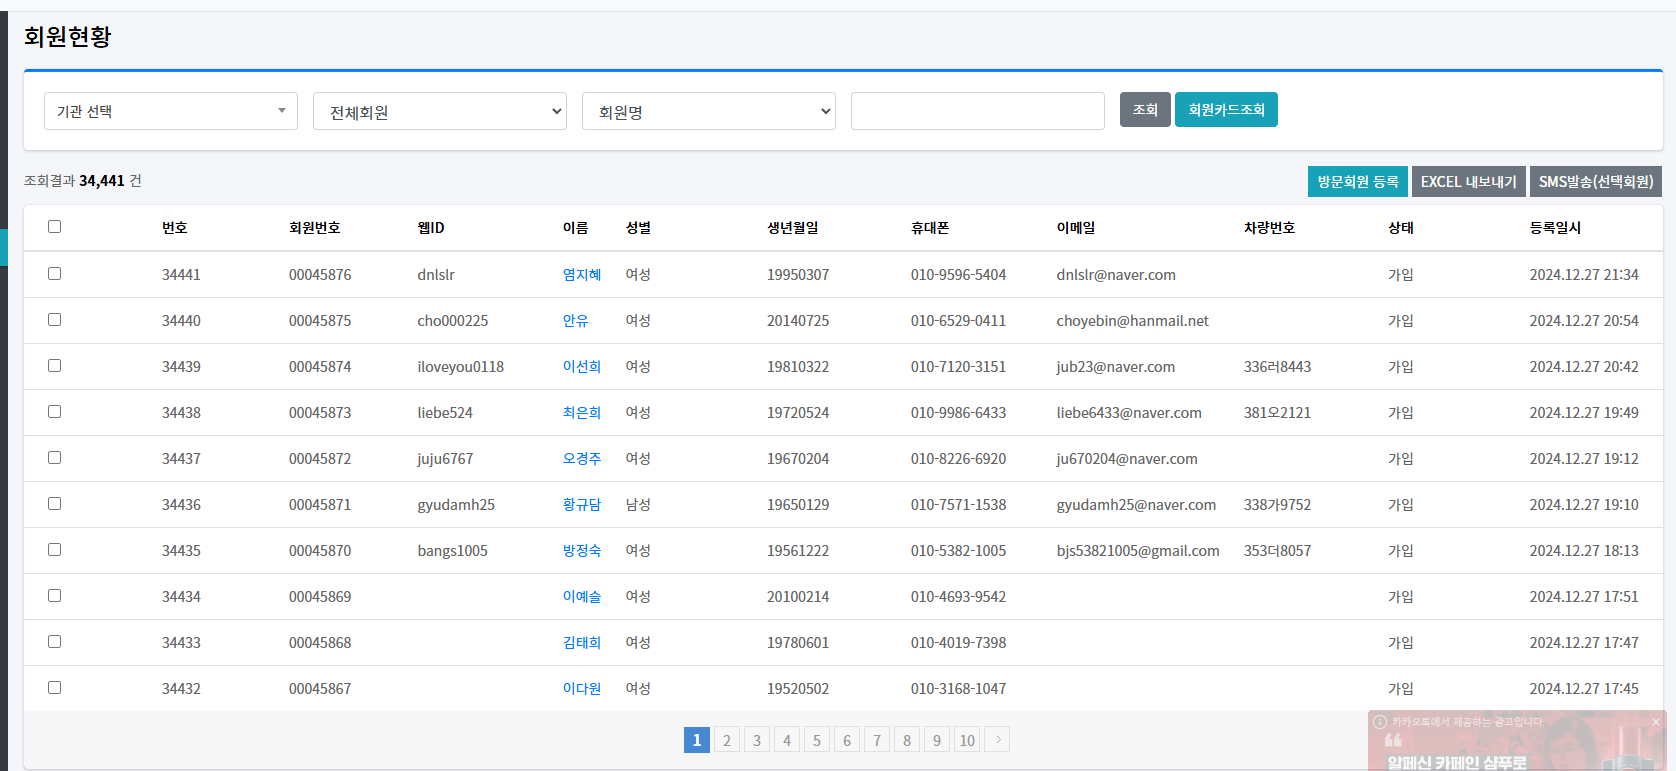 회원현황
기관 선택 전체회원 회원명 조회 회원카드조회
조회결과 34,441 건 방문회원 등록 EXCEL 내보내기 SMS발송(선택회원)
번호 회원번호 웹ID 이름 성별 생년월일 휴대폰 이메일 차량번호 상태 등록일시
34441 00045876 dnlslr 염지혜 여성 19950307 010-9596-5404 dnlslr@naver.com 가입 2024.12.27 21:34
34440 00045875 cho000225 안유 여성 20140725 010-6529-0411 choyebin@hanmail.net 가입 2024.12.27 20:54
34439 00045874 iloveyou0118 이선희 여성 19810322 010-7120-3151 jub23@naver.com 336러8443 가입 2024.12.27 20:42
34438 00045873 liebe524 최은희 여성 19720524 010-9986-6433 liebe6433@naver.com 381오2121 가입 2024.12.27 19:49
34437 00045872 juju6767 오경주 여성 19670204 010-8226-6920 ju670204@naver.com 가입 2024.12.27 19:12
34436 00045871 gyudamh25 황규담 남성 19650129 010-7571-1538 gyudamh25@naver.com 338가9752 가입 2024.12.27 19:10
34435 00045870 bangs1005 방정숙 여성 19561222 010-5382-1005 bjs53821005@gmail.com 353더8057 가입 2024.12.27 18:13
34434 00045869 이예슬 여성 20100214 010-4693-9542 가입 2024.12.27 17:51
34433 00045868 김태희 여성 19780601 010-4019-7398 가입 2024.12.27 17:47
34432 00045867 이다원 여성 19520502 010-3168-1047 가입 2024.12.27 17:45
1 2 3 4 5 6 7 8 9 10
카카오톡에서 제공하는 광고입니다
알페신 카페인 샴푸로